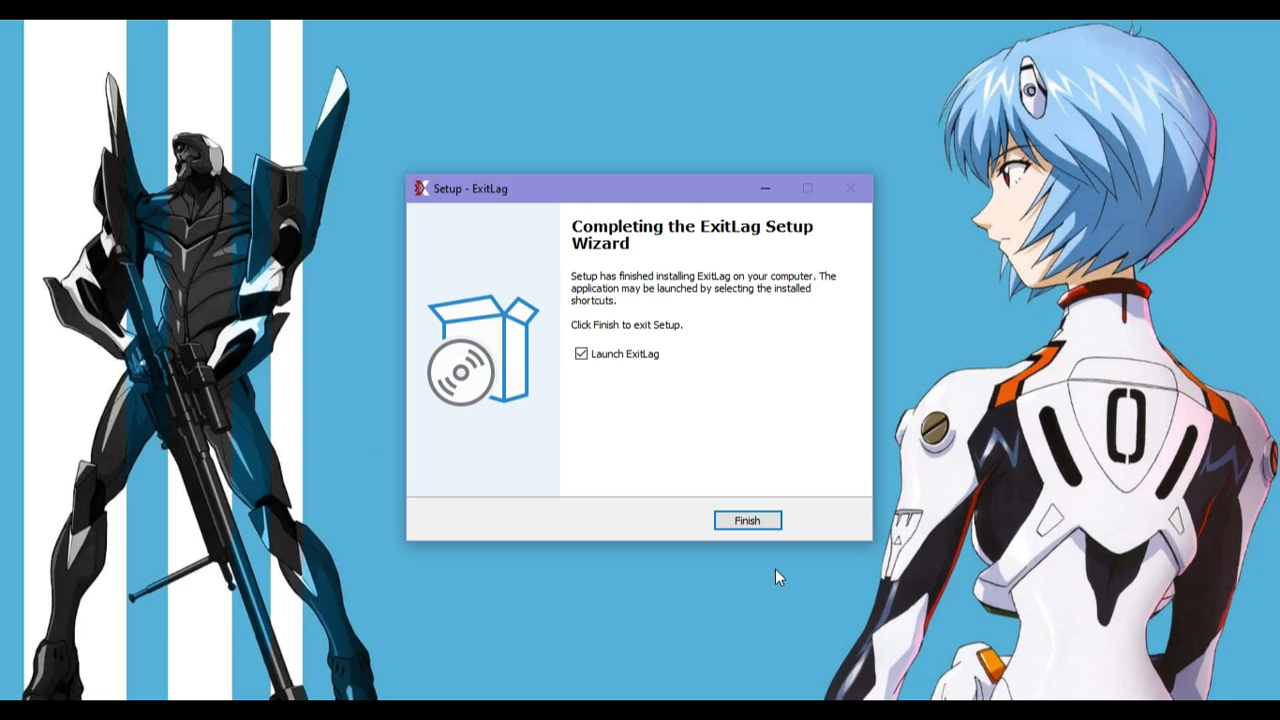 Setup - ExitLag
Completing the ExitLag Setup
Wizard
Setup has finished installing ExitLag on your computer. The
application may be launched by selecting the installed
shortcuts.
Click Finish to exit Setup.
Launch ExitLag
Finish
0